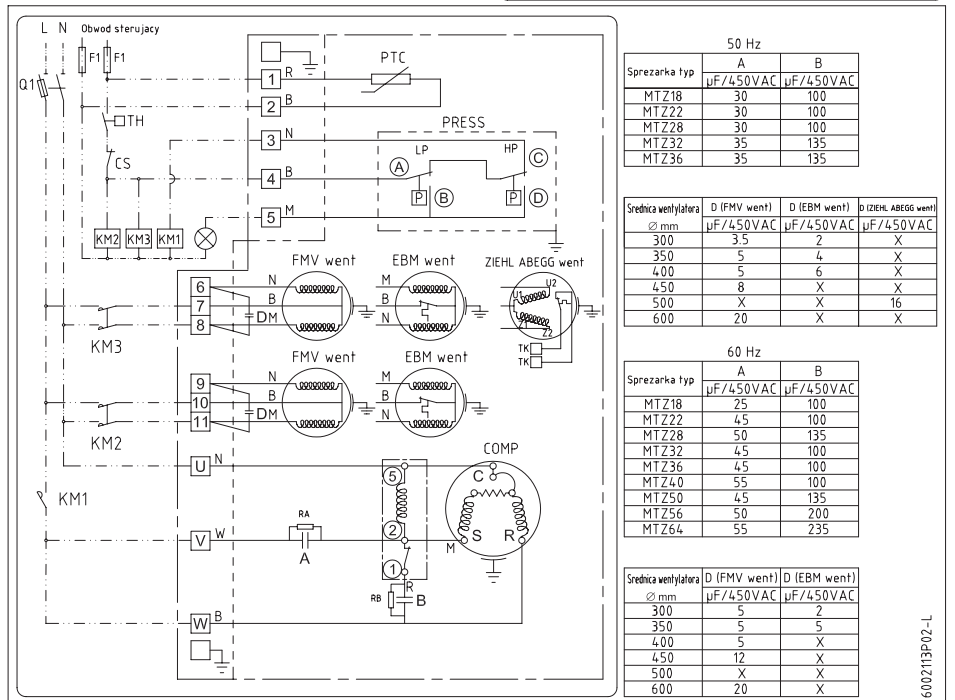 L N Obwod sterujacy
F1 F1
Q1
TH
CS
KM2 KM3 KM1
1 R
2 B
3 N
4 B
5 M
PTC
PRESS
LP HP
A C
P B P D
FMV went EBM went ZIEHL ABEGG went
6 N M
7 B B
8 D M N
U1 U2
Z1 Z2
TK
TK
KM3
FMV went EBM went
9 N M
10 B B
11 D M N
KM2
COMP
U N
5 C
KM1
RA
V W
A
2
M S R
1
R
RB B
W B
50 Hz
Sprezarka typ A B
µF/450VAC µF/450VAC
MTZ18 30 100
MTZ22 30 100
MTZ28 30 100
MTZ32 35 135
MTZ36 35 135
Srednica wentylatora D (FMV went) D (EBM went) D (ZIEHL ABEGG went)
Ø mm µF/450VAC µF/450VAC µF/450VAC
300 3.5 2 X
350 5 4 X
400 5 6 X
450 8 X X
500 X X 16
600 20 X X
60 Hz
Sprezarka typ A B
µF/450VAC µF/450VAC
MTZ18 25 100
MTZ22 45 100
MTZ28 50 135
MTZ32 45 100
MTZ36 45 100
MTZ40 55 100
MTZ50 45 135
MTZ56 50 200
MTZ64 55 235
Srednica wentylatora D (FMV went) D (EBM went)
Ø mm µF/450VAC µF/450VAC
300 5 2
350 5 5
400 5 X
450 12 X
500 X X
600 20 X
6002113P02-L